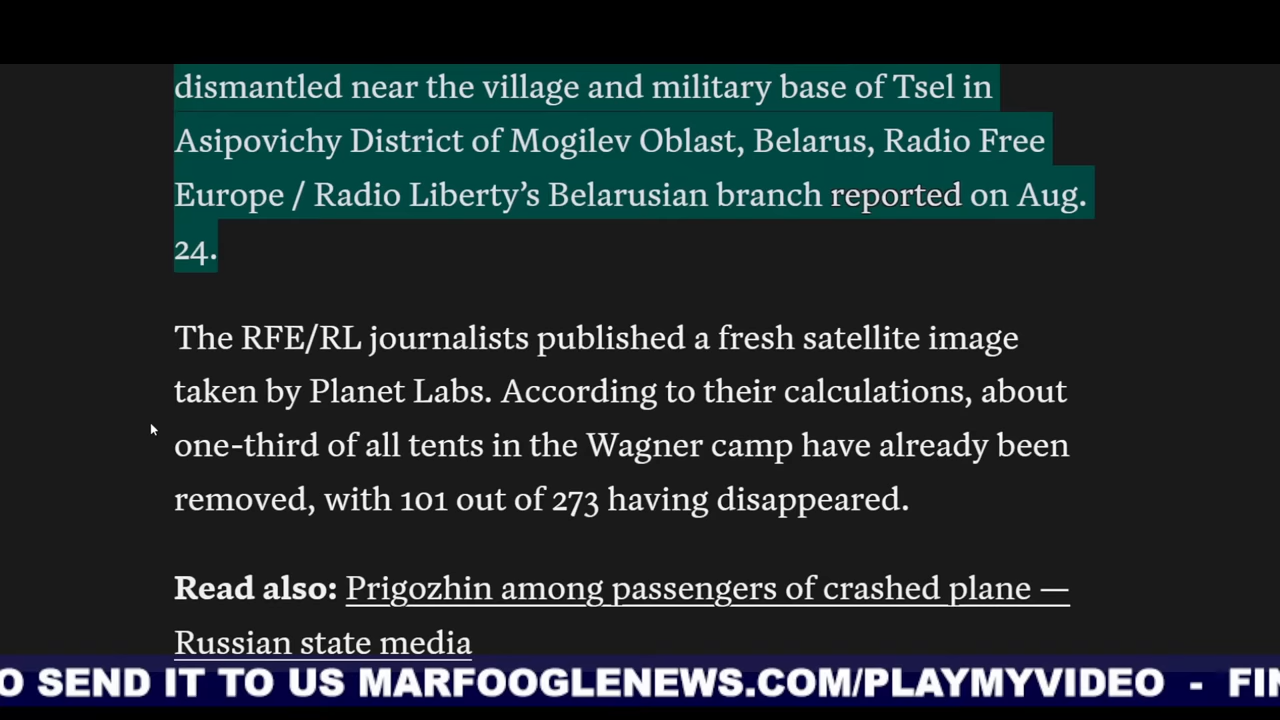 dismantled near the village and military base of Tsel in
Asipovichy District of Mogilev Oblast, Belarus, Radio Free
Europe / Radio Liberty’s Belarusian branch reported on Aug.
24.
The RFE/RL journalists published a fresh satellite image
taken by Planet Labs. According to their calculations, about
one-third of all tents in the Wagner camp have already been
removed, with 101 out of 273 having disappeared.
Read also: Prigozhin among passengers of crashed plane —
Russian state media
O SEND IT TO US MARFOOGLENEWS.COM/PLAYMYVIDEO - FIN